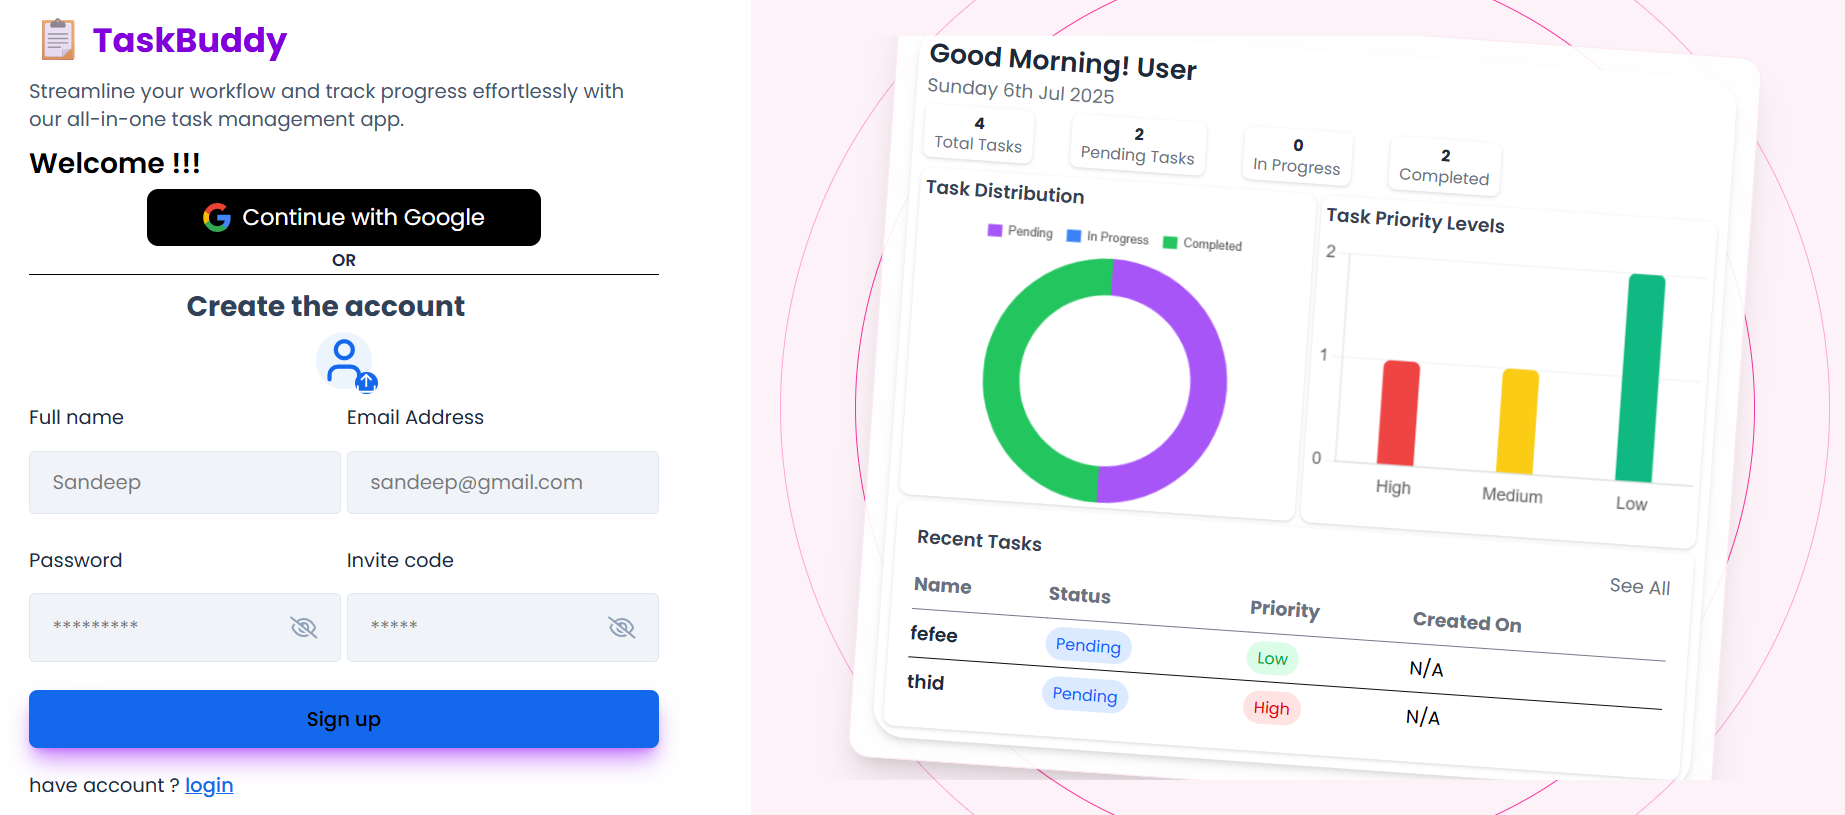 TaskBuddy
Streamline your workflow and track progress effortlessly with
our all-in-one task management app.
Welcome !!!
Continue with Google
OR
Create the account
Full name
Email Address
Sandeep
sandeep@gmail.com
Password
Invite code
*********
*****
Sign up
have account ? login
Good Morning! User
Sunday 6th Jul 2025
4
Total Tasks
2
Pending Tasks
0
In Progress
2
Completed
Task Distribution
Pending
In Progress
Completed
Task Priority Levels
2
1
0
High
Medium
Low
Recent Tasks
See All
Name Status Priority Created On
fefee Pending Low N/A
thid Pending High N/A